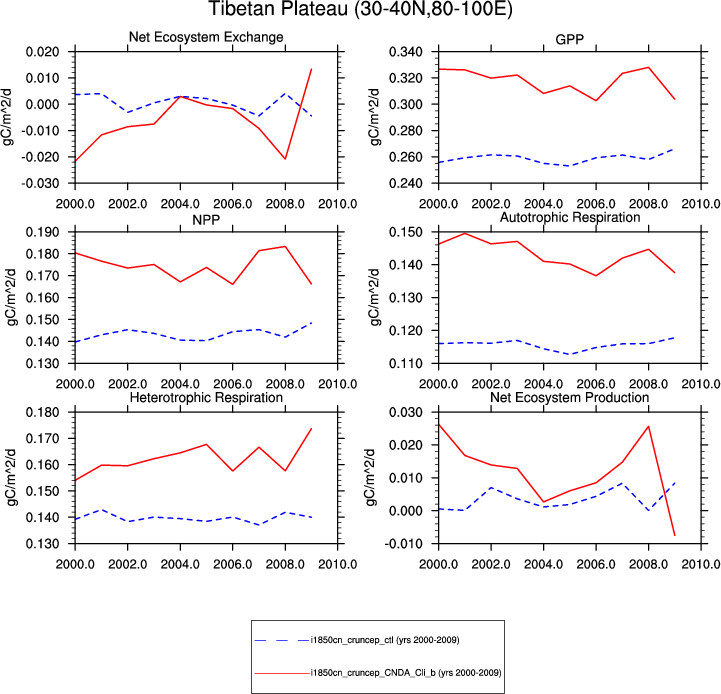 Tibetan Plateau (30-40N,80-100E)
Net Ecosystem Exchange
gC/m^2/d
0.020
0.010
0.000
-0.010
-0.020
-0.030
2000.0 2002.0 2004.0 2006.0 2008.0 2010.0
GPP
gC/m^2/d
0.340
0.320
0.300
0.280
0.260
0.240
2000.0 2002.0 2004.0 2006.0 2008.0 2010.0
NPP
gC/m^2/d
0.190
0.180
0.170
0.160
0.150
0.140
0.130
2000.0 2002.0 2004.0 2006.0 2008.0 2010.0
Autotrophic Respiration
gC/m^2/d
0.150
0.140
0.130
0.120
0.110
2000.0 2002.0 2004.0 2006.0 2008.0 2010.0
Heterotrophic Respiration
gC/m^2/d
0.180
0.170
0.160
0.150
0.140
0.130
2000.0 2002.0 2004.0 2006.0 2008.0 2010.0
Net Ecosystem Production
gC/m^2/d
0.030
0.020
0.010
0.000
-0.010
2000.0 2002.0 2004.0 2006.0 2008.0 2010.0
i1850cn_cruncep_ctl (yrs 2000-2009)
i1850cn_cruncep_CNDA_Cli_b (yrs 2000-2009)